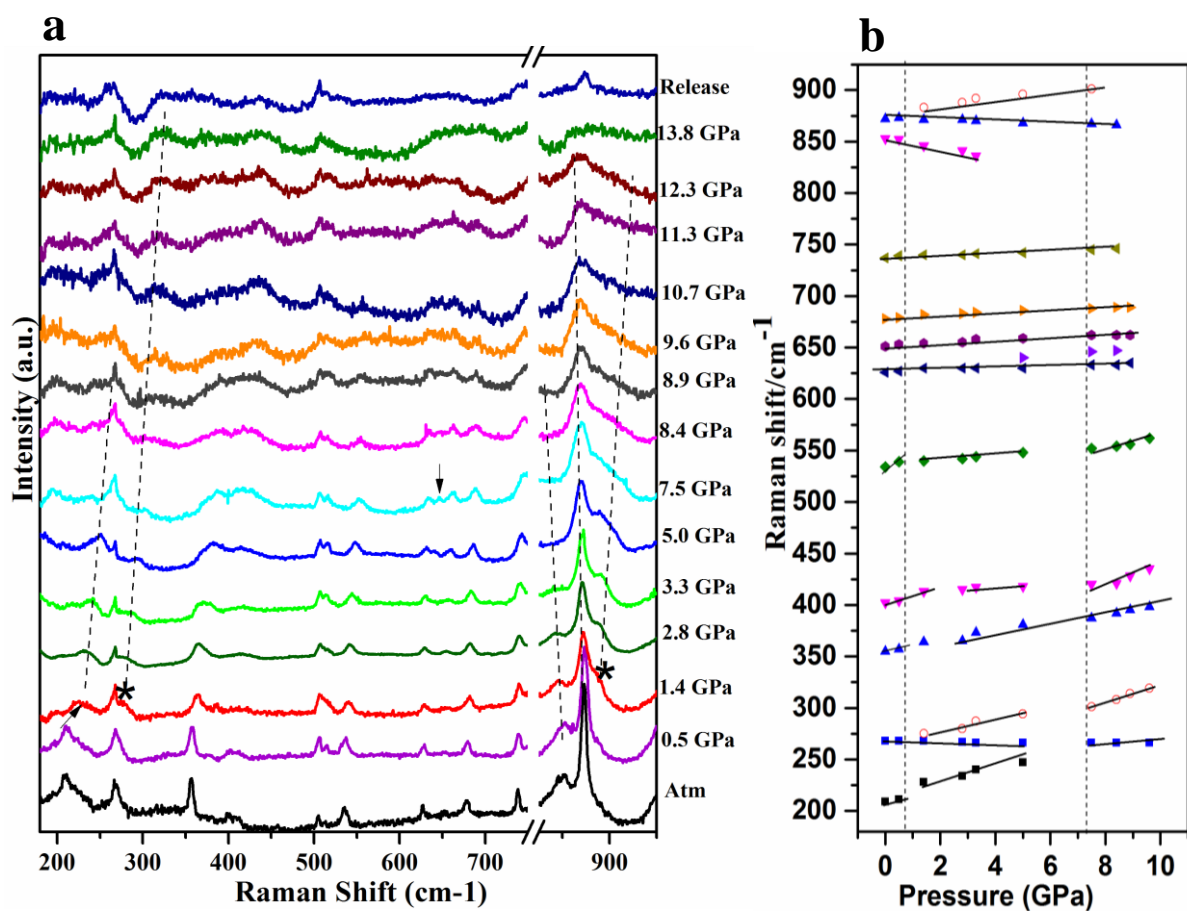 a
b
Release
13.8 GPa
12.3 GPa
11.3 GPa
10.7 GPa
9.6 GPa
8.9 GPa
8.4 GPa
7.5 GPa
5.0 GPa
3.3 GPa
2.8 GPa
1.4 GPa
0.5 GPa
Atm
*
*
Intensity (a.u.)
200 300 400 500 600 700 900
Raman Shift (cm-1)
900
850
800
750
700
650
600
550
500
450
400
350
300
250
200
Raman shift/cm-1
0 2 4 6 8 10
Pressure (GPa)